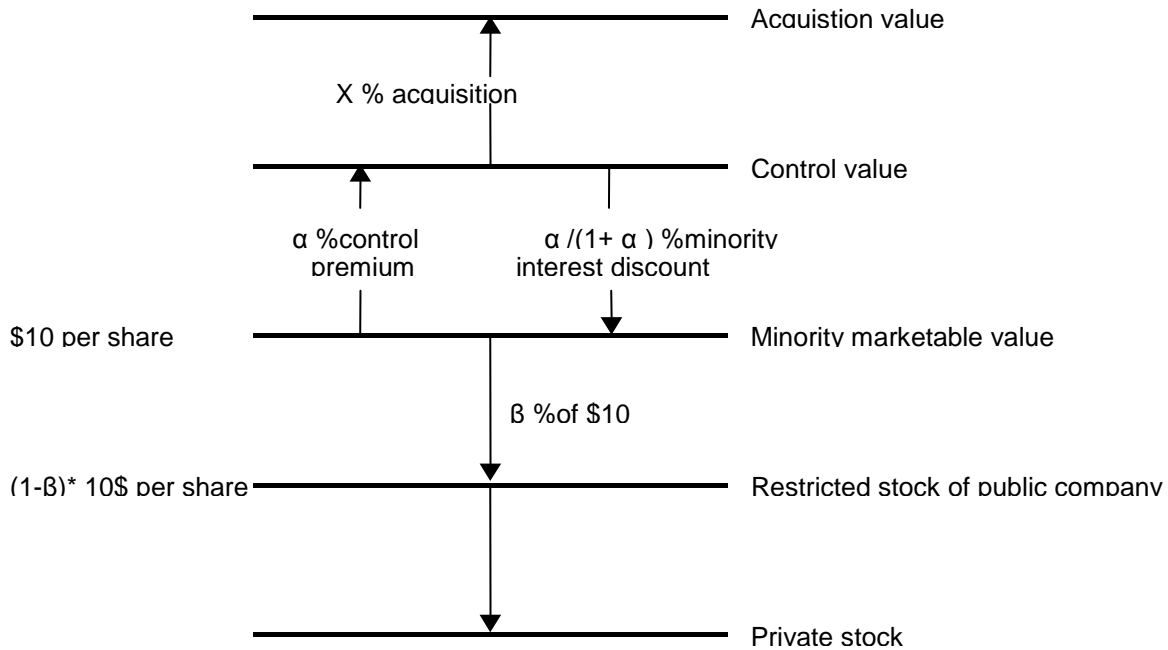 Acquistion value
X % acquisition
Control value
α %control
premium
α /(1+ α ) %minority
interest discount
$10 per share
Minority marketable value
ß %of $10
(1-ß)* 10$ per share
Restricted stock of public company
Private stock